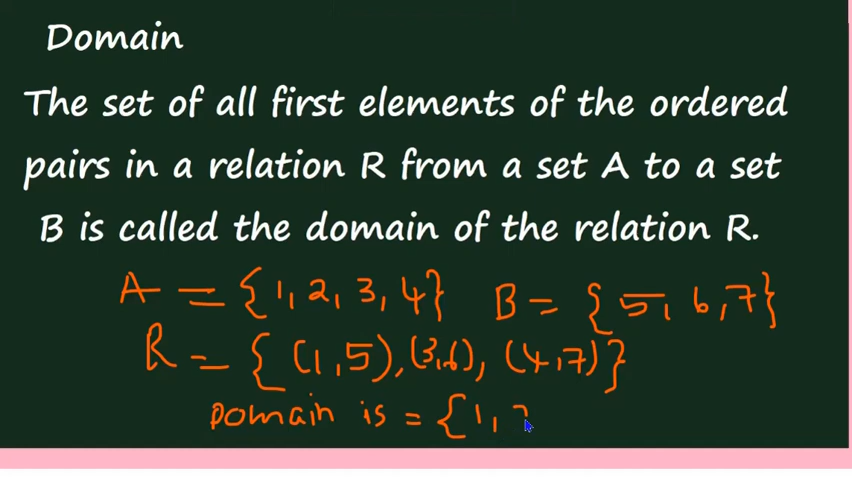 Domain
The set of all first elements of the ordered
pairs in a relation R from a set A to a set
B is called the domain of the relation R.
A = {1, 2, 3, 4} B = {5, 6, 7}
R = {(1, 5), (3, 6), (4, 7)}
Domain is = {1,